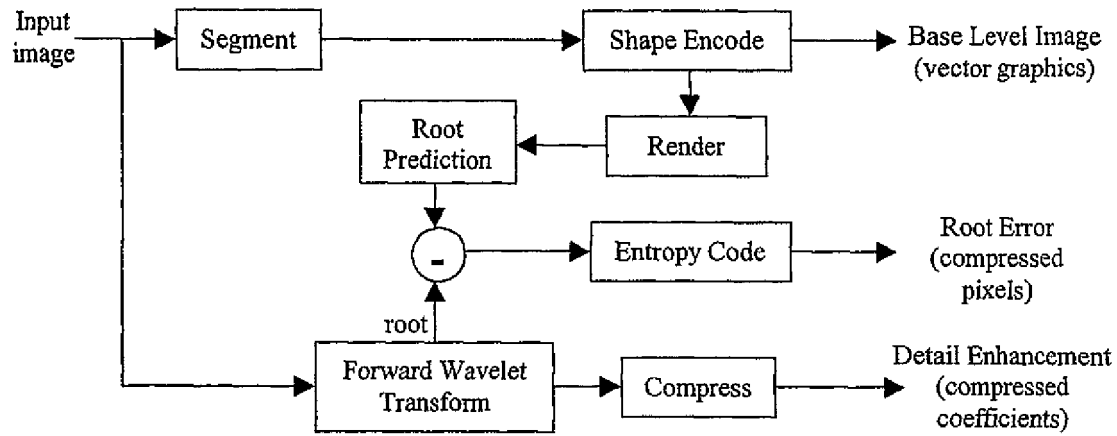 Input
image
Segment
Shape Encode
Base Level Image
(vector graphics)
Root
Prediction
Render
-
Entropy Code
Root Error
(compressed
pixels)
root
Forward Wavelet
Transform
Compress
Detail Enhancement
(compressed
coefficients)